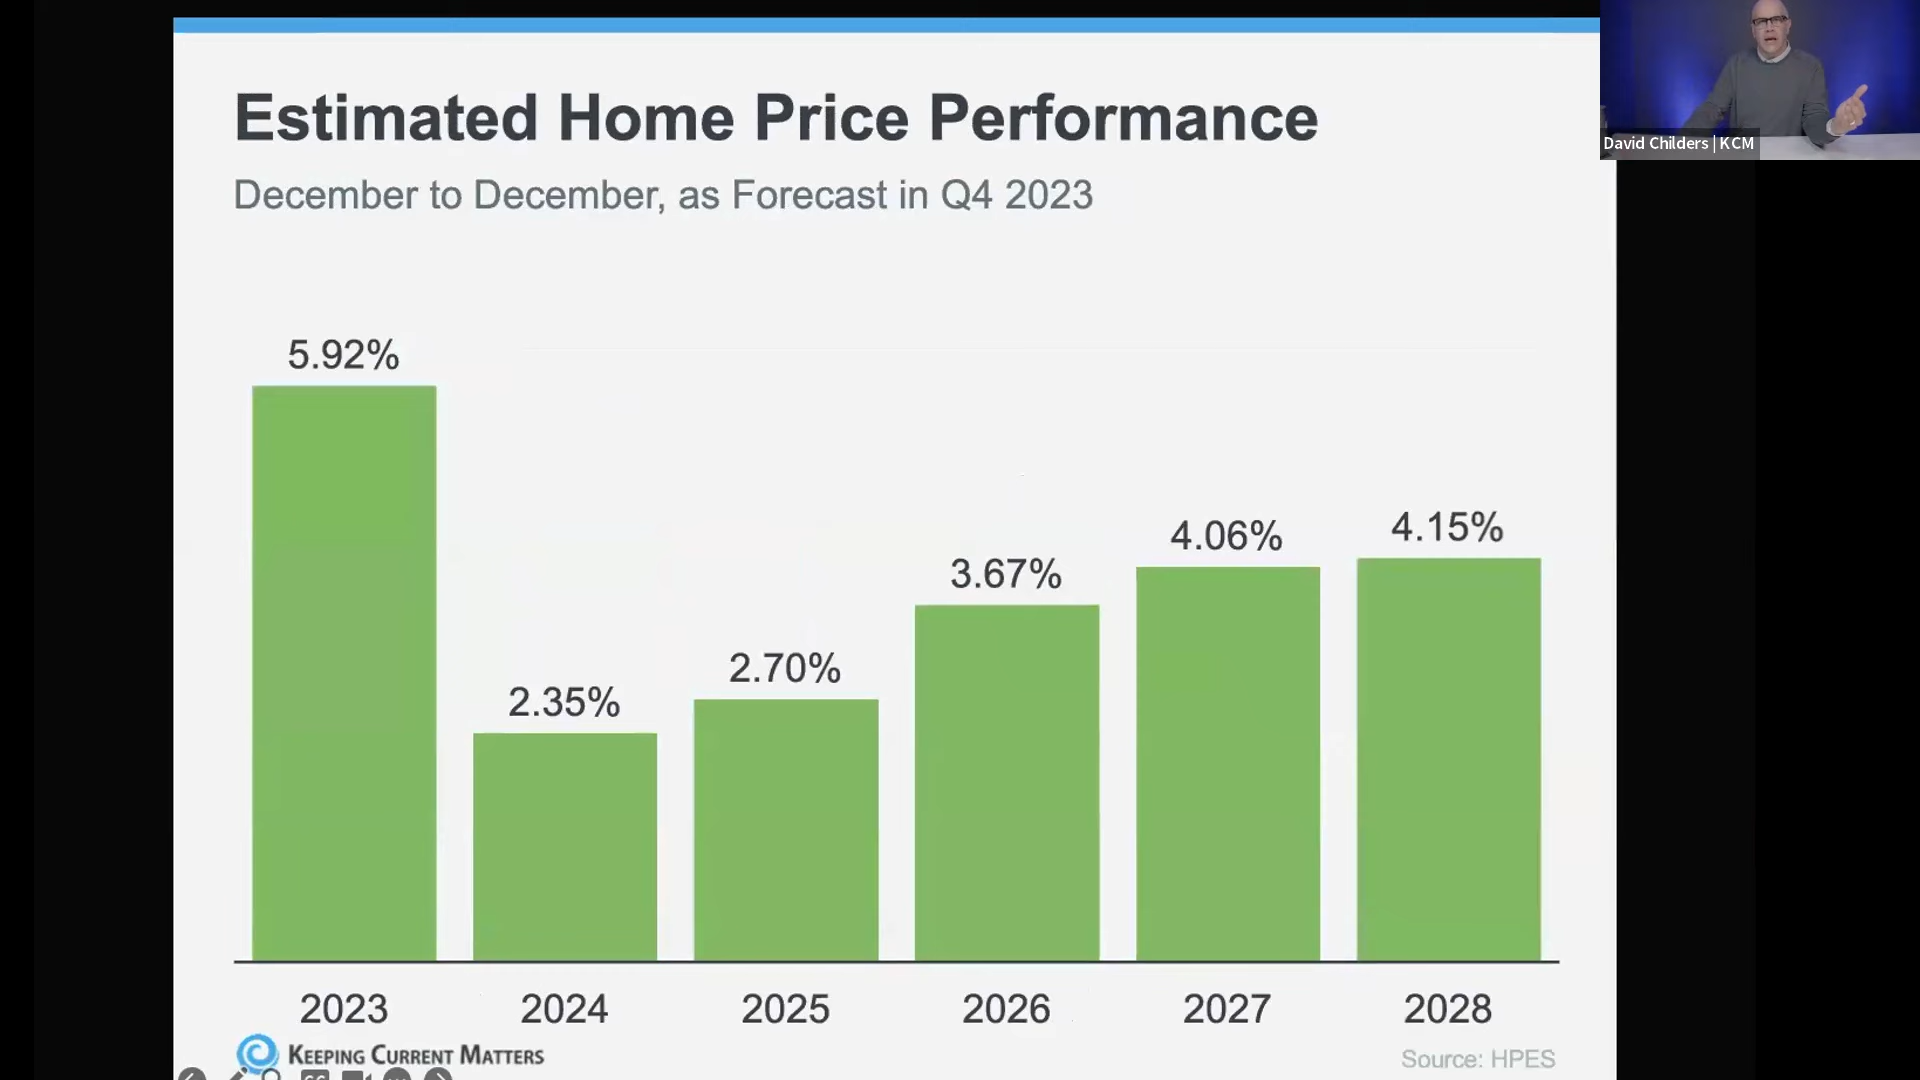 Estimated Home Price Performance
December to December, as Forecast in Q4 2023
David Childers | KCM
5.92%
2.35%
2.70%
3.67%
4.06%
4.15%
2023
2024
2025
2026
2027
2028
KEEPING CURRENT MATTERS
Source: HPES